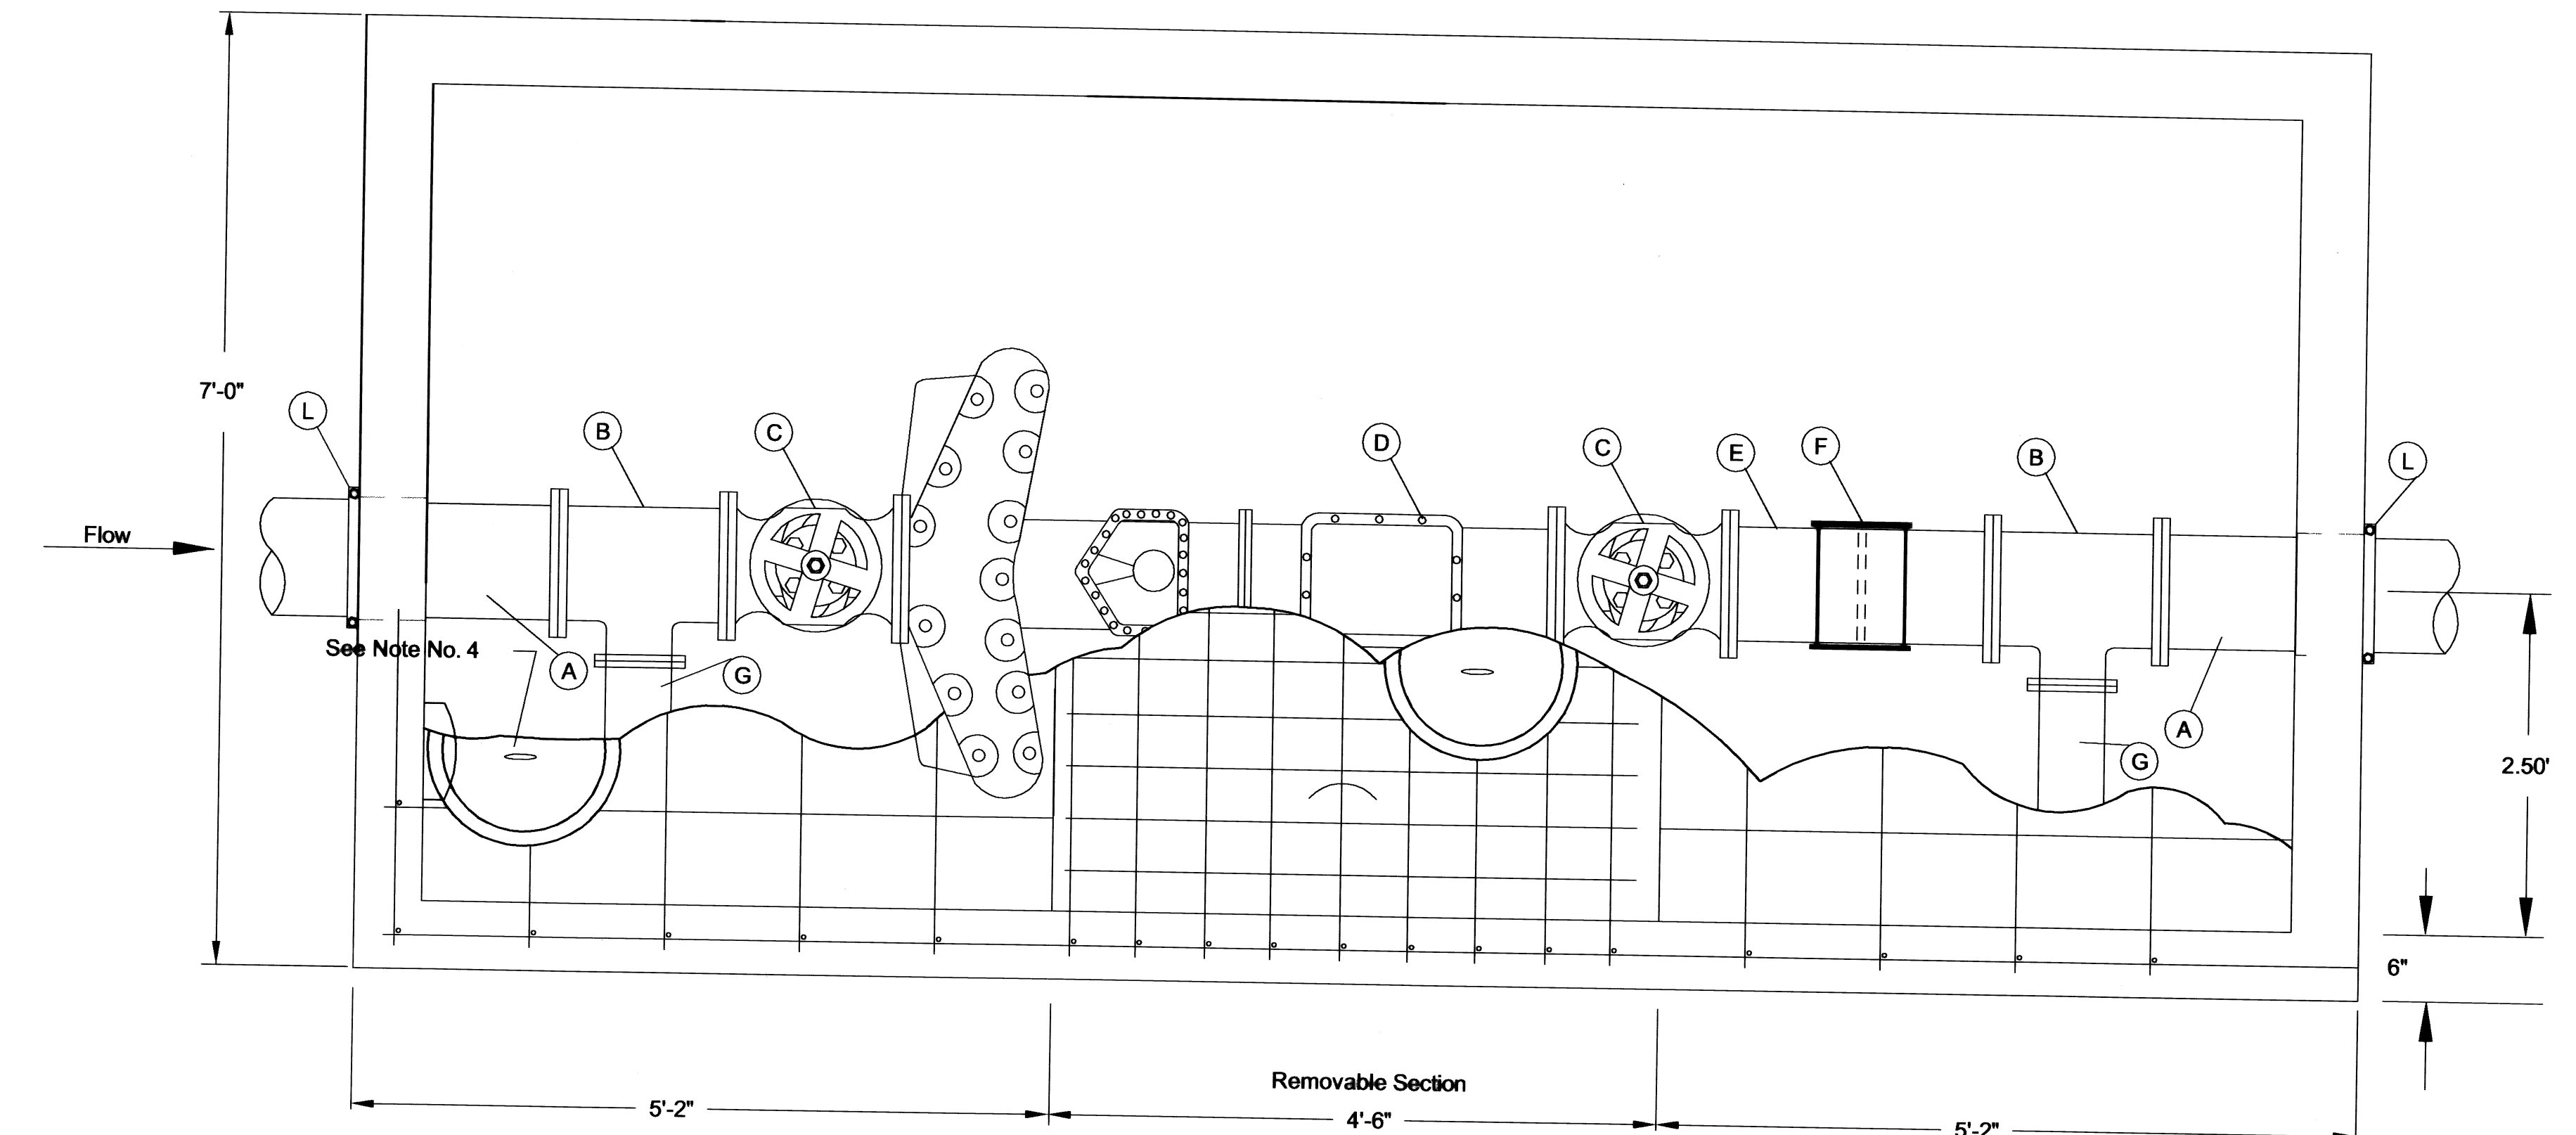 7'-0"
L
B
C
D
C
E
F
B
L
Flow
See Note No. 4
A
G
A
G
2.50'
6"
Removable Section
5'-2"
4'-6"
5'-2"